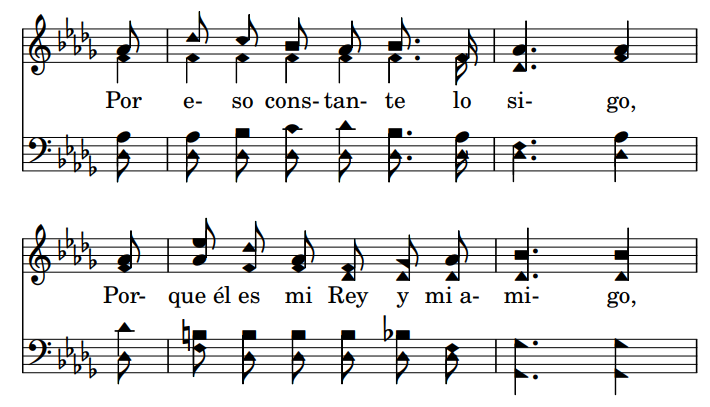 Por e- so cons- tan- te lo si- go,
Por- que él es mi Rey y mi a- mi- go,